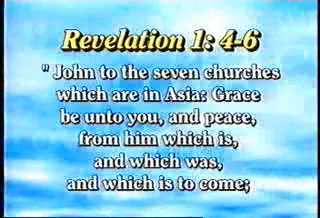 Revelation 1: 4-6
" John to the seven churches
which are in Asia: Grace
be unto you, and peace,
from him which is,
and which was,
and which is to come;